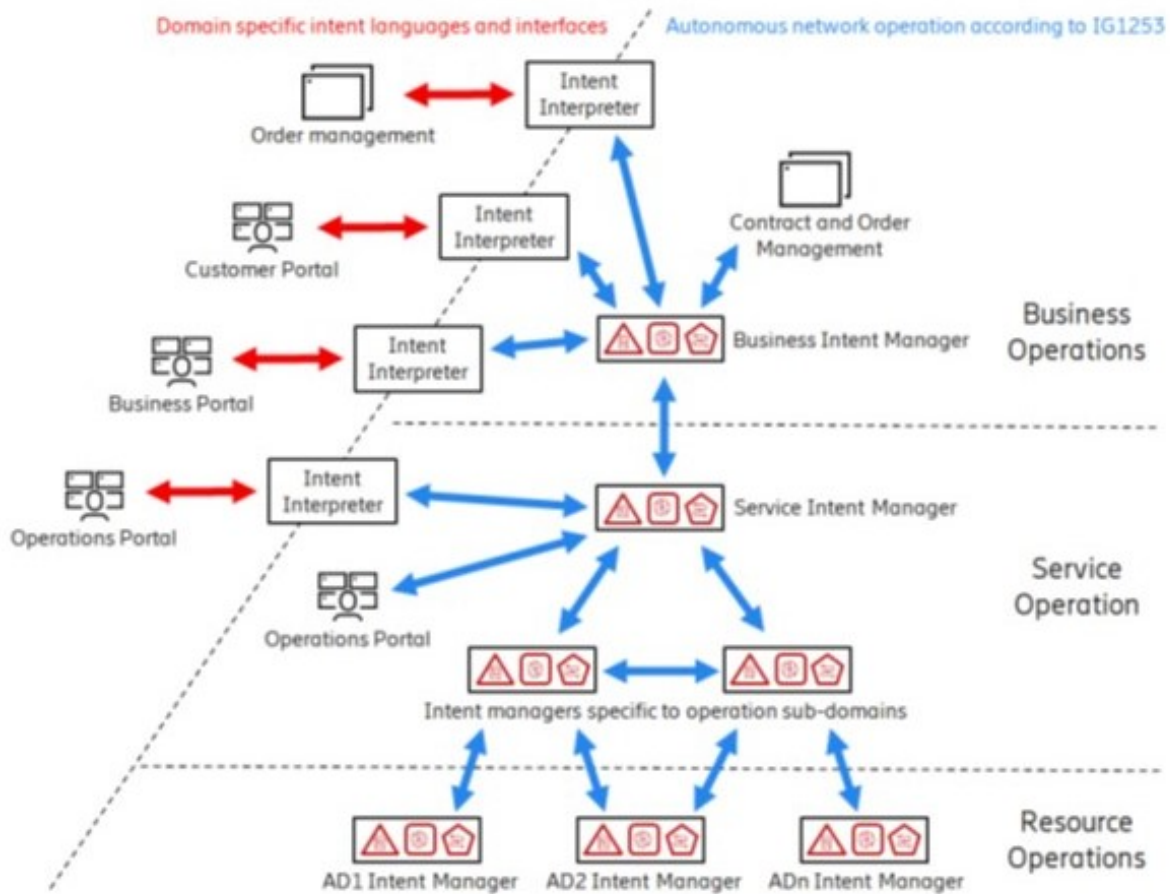 Domain specific intent languages and interfaces
Autonomous network operation according to IG1253
Intent
Interpreter
Order management
Intent
Interpreter
Contract and Order
Management
Customer Portal
Business
Operations
Intent
Interpreter
Business Intent Manager
Business Portal
Intent
Interpreter
Service Intent Manager
Operations Portal
Service
Operation
Operations Portal
Intent managers specific to operation sub-domains
Resource
Operations
AD1 Intent Manager
AD2 Intent Manager
ADn Intent Manager